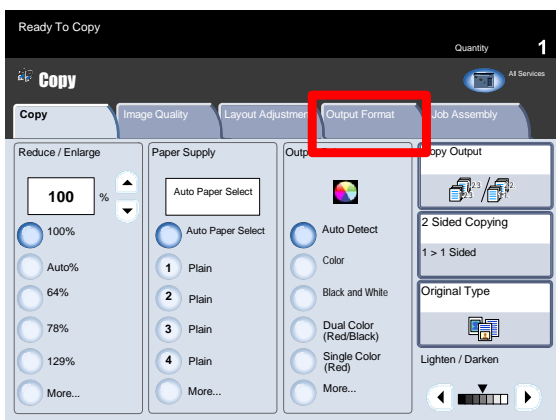 Ready To Copy
Quantity 1
Copy
All Services
Copy
Image Quality
Layout Adjustment
Output Format
Job Assembly
Reduce / Enlarge
100 %
100%
Auto%
64%
78%
129%
More...
Paper Supply
Auto Paper Select
Auto Paper Select
1 Plain
2 Plain
3 Plain
4 Plain
More...
Auto Detect
Color
Black and White
Dual Color
(Red/Black)
Single Color
(Red)
More...
Copy Output
2 Sided Copying
1 > 1 Sided
Original Type
Lighten / Darken